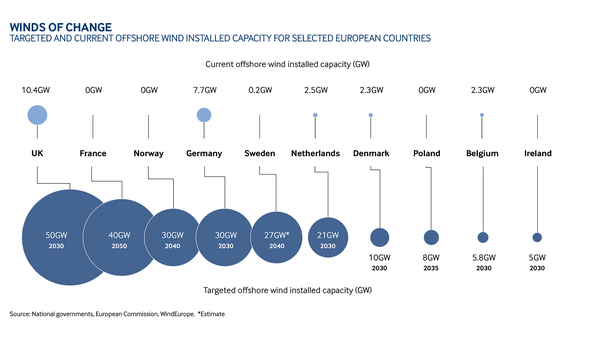 WINDS OF CHANGE
TARGETED AND CURRENT OFFSHORE WIND INSTALLED CAPACITY FOR SELECTED EUROPEAN COUNTRIES
Current offshore wind installed capacity (GW)
10.4GW 0GW 0GW 7.7GW 0.2GW 2.5GW 2.3GW 0GW 2.3GW 0GW
UK France Norway Germany Sweden Netherlands Denmark Poland Belgium Ireland
50GW 40GW 30GW 30GW 27GW* 21GW
2030 2050 2040 2030 2040 2030
10GW 8GW 5.8GW 5GW
2030 2035 2030 2030
Targeted offshore wind installed capacity (GW)
Source: National governments, European Commission, WindEurope. *Estimate